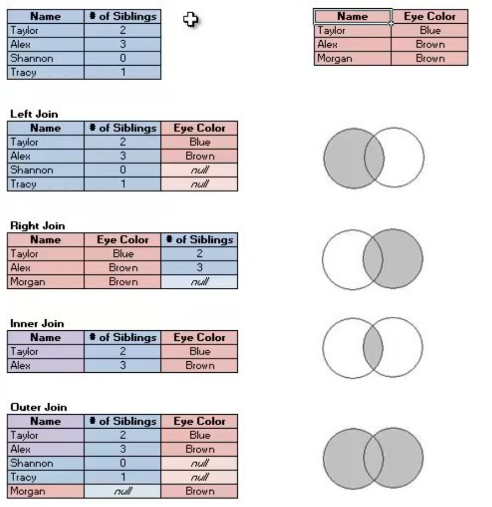 Name # of Siblings
Taylor 2
Alex 3
Shannon 0
Tracy 1
Name Eye Color
Taylor Blue
Alex Brown
Morgan Brown
Left Join
Name # of Siblings Eye Color
Taylor 2 Blue
Alex 3 Brown
Shannon 0 null
Tracy 1 null
Right Join
Name Eye Color # of Siblings
Taylor Blue 2
Alex Brown 3
Morgan Brown null
Inner Join
Name # of Siblings Eye Color
Taylor 2 Blue
Alex 3 Brown
Outer Join
Name # of Siblings Eye Color
Taylor 2 Blue
Alex 3 Brown
Shannon 0 null
Tracy 1 null
Morgan null Brown